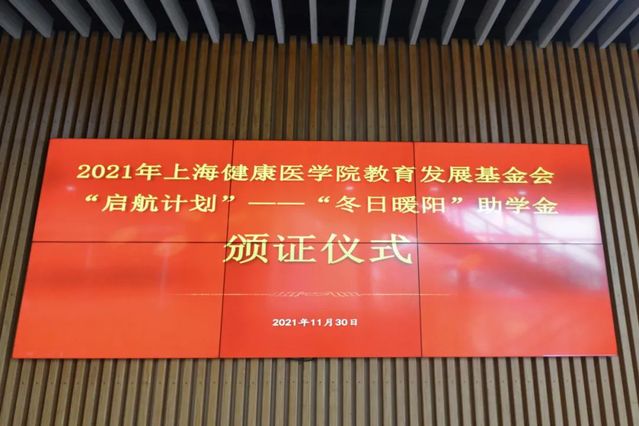 2021年上海健康医学院教育发展基金会
“启航计划”——“冬日暖阳”助学金
颁证仪式
2021年11月30日